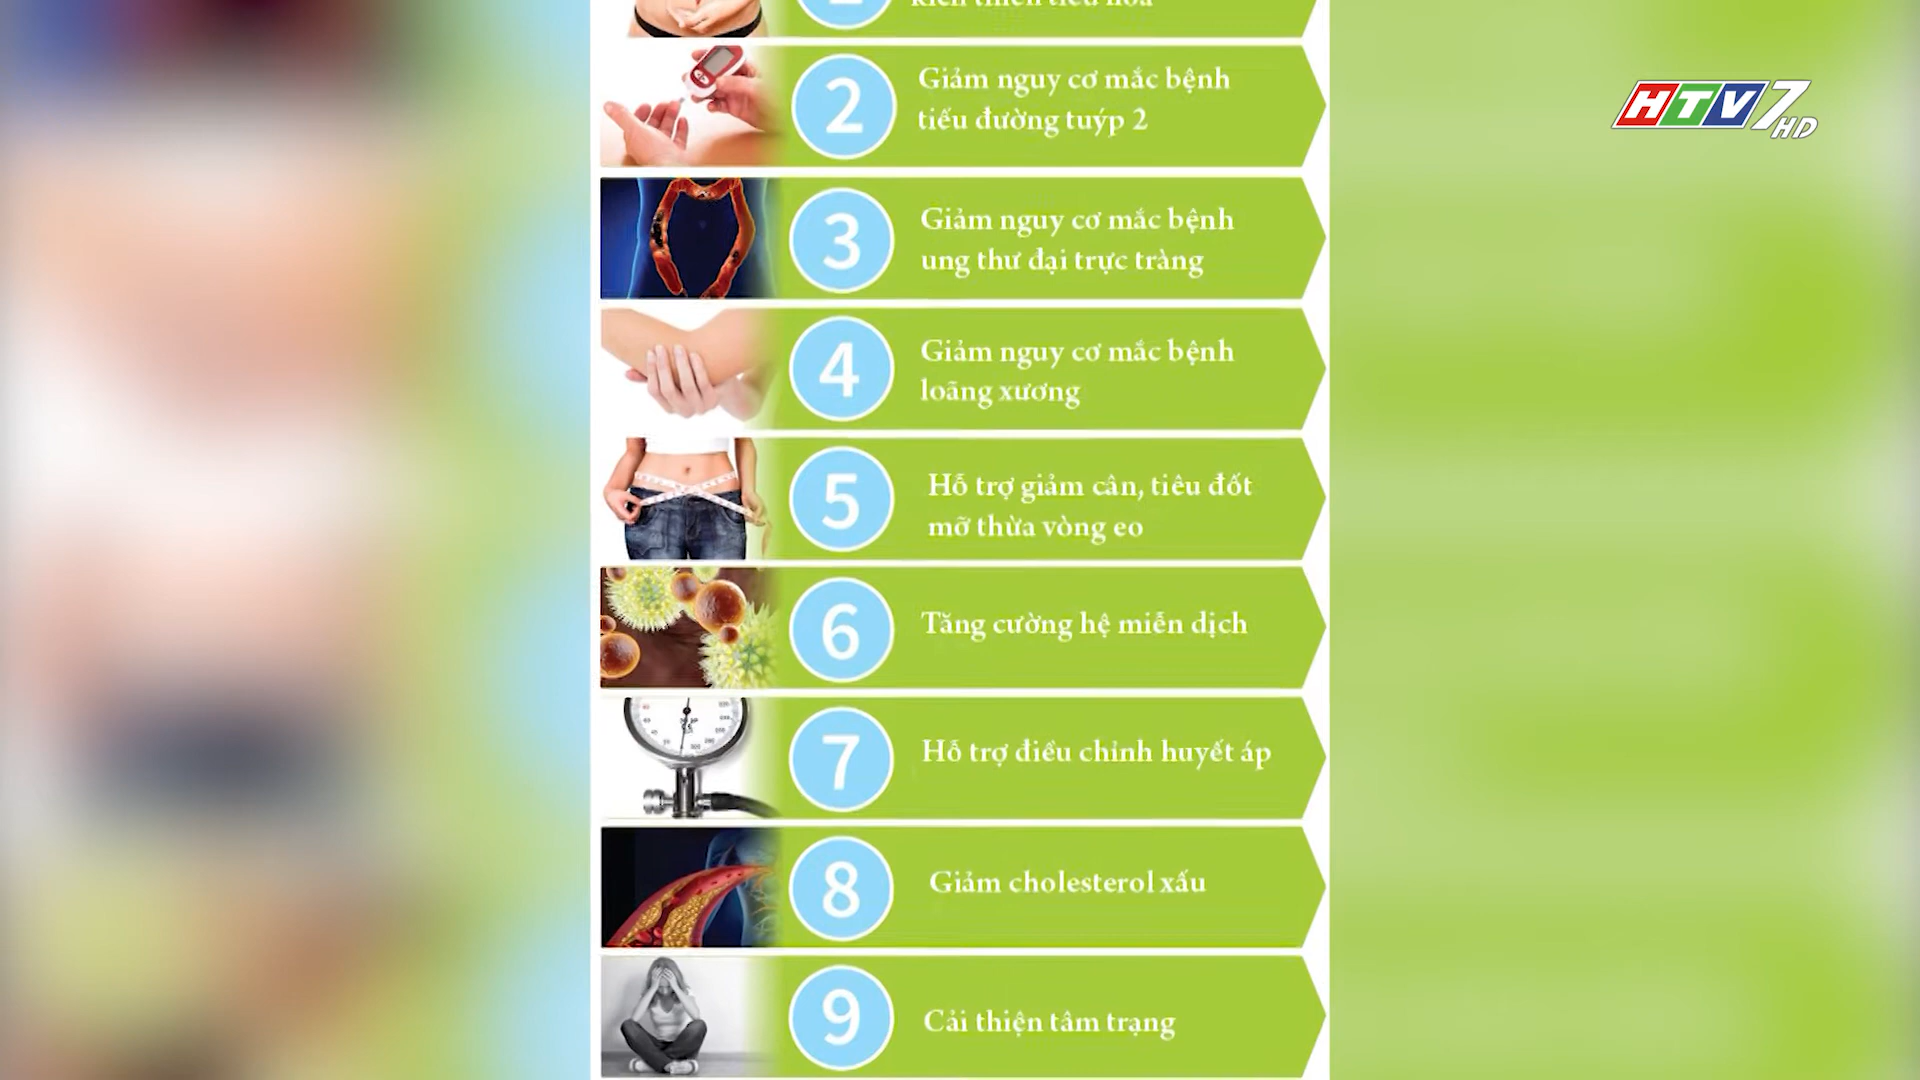 2
Giảm nguy cơ mắc bệnh
tiểu đường tuýp 2
HTV7
HD
3
Giảm nguy cơ mắc bệnh
ung thư đại trực tràng
4
Giảm nguy cơ mắc bệnh
loãng xương
5
Hỗ trợ giảm cân, tiêu đốt
mỡ thừa vòng eo
6
Tăng cường hệ miễn dịch
7
Hỗ trợ điều chỉnh huyết áp
8
Giảm cholesterol xấu
9
Cải thiện tâm trạng